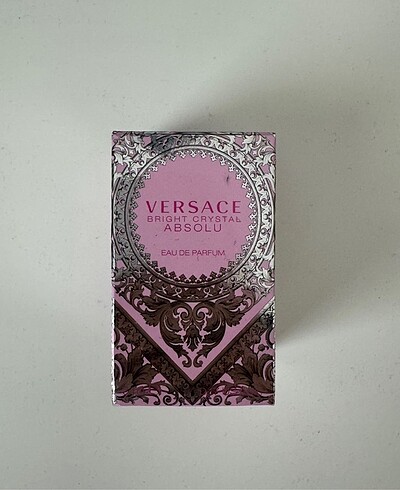 VERSACE
BRIGHT CRYSTAL
ABSOLU
EAU DE PARFUM